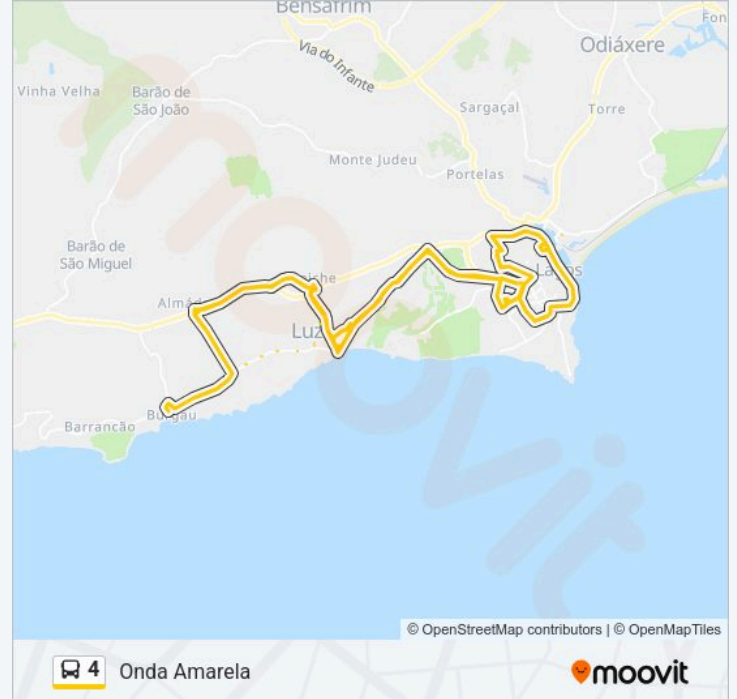 Bensafrim
Fon
Via do Infante
Odiáxere
Vinha Velha
Barão de
São João
Sargaçal
Torre
Monte Judeu
Portelas
Barão de
São Miguel
Lagos
Luz
Burgau
Barrancão
moovit
© OpenStreetMap contributors | © OpenMapTiles
4 Onda Amarela
moovit